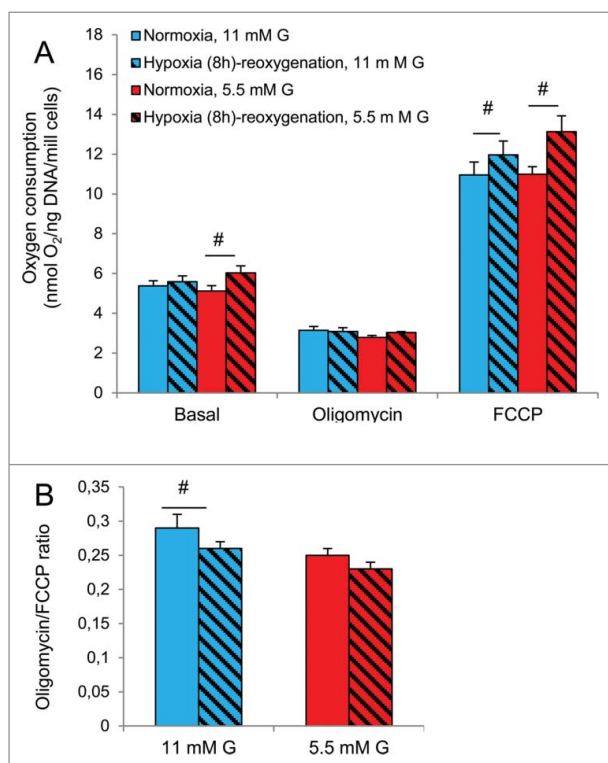 A
Normoxia, 11 mM G
Hypoxia (8h)-reoxygenation, 11 m M G
Normoxia, 5.5 mM G
Hypoxia (8h)-reoxygenation, 5.5 m M G
Oxygen consumption
(nmol O₂/ng DNA/mill cells)
18
16
14
12
10
8
6
4
2
0
#
#
#
Basal
Oligomycin
FCCP
B
Oligomycin/FCCP ratio
0,35
0,3
0,25
0,2
0,15
0,1
0,05
0
#
11 mM G
5.5 mM G